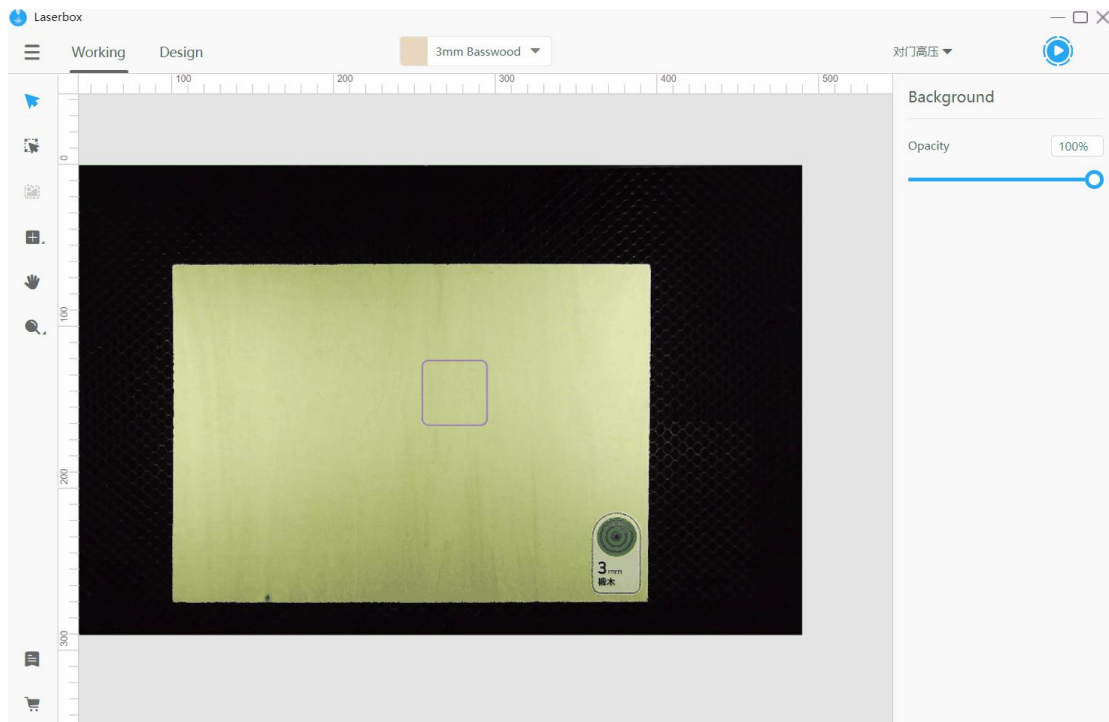 Laserbox
Working Design 3mm Basswood 对门高压
100 200 300 400 500
Background
Opacity 100%
0
100
200
300
3mm
椴木